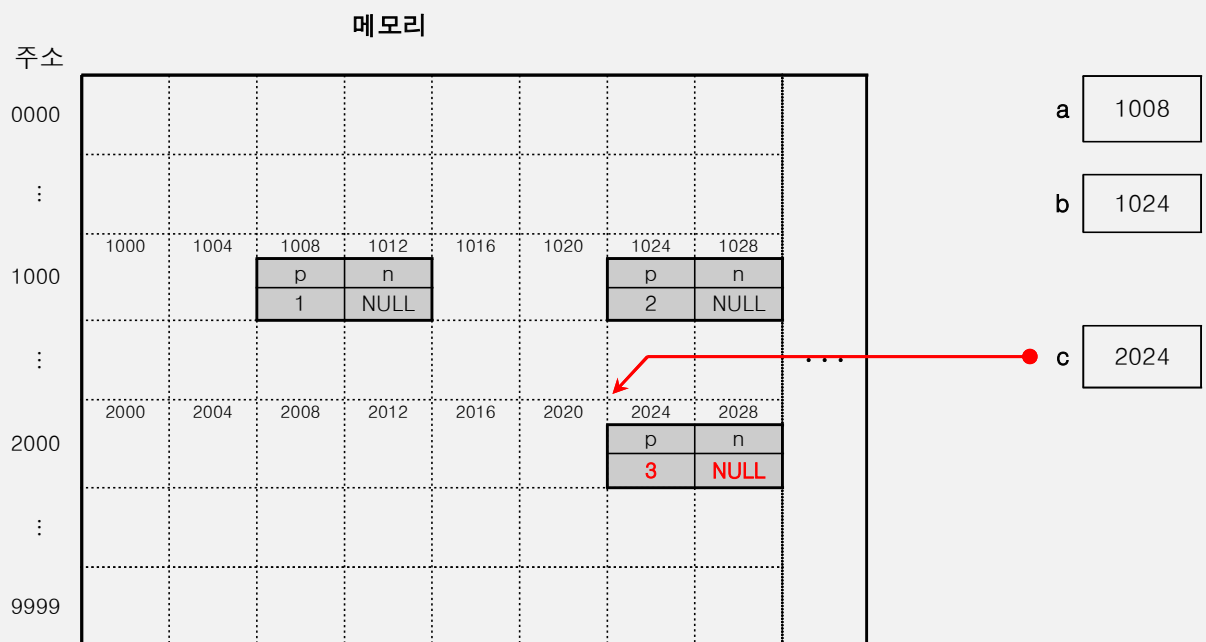 메모리
주소
0000
a 1008
⋮
b 1024
1000 1004 1008 1012 1016 1020 1024 1028
1000
p n p n
1 NULL 2 NULL
⋮
...
c 2024
2000 2004 2008 2012 2016 2020 2024 2028
2000
p n
3 NULL
⋮
9999